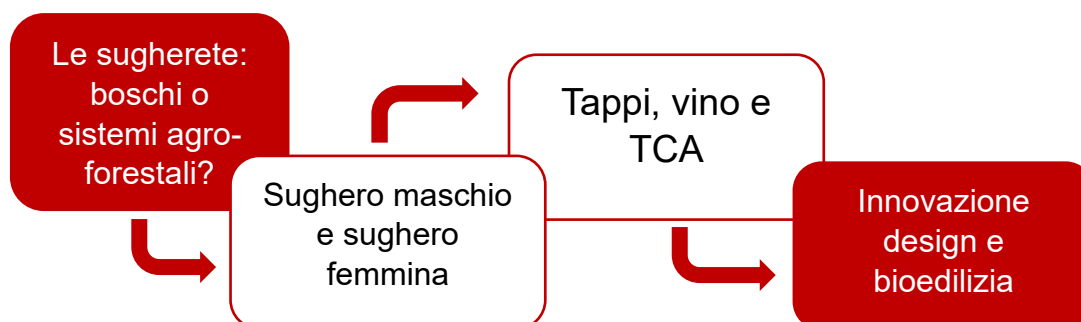 Le sugherete:
boschi o
sistemi agro-
forestali?
Sughero maschio
e sughero
femmina
Tappi, vino e
TCA
Innovazione
design e
bioedilizia